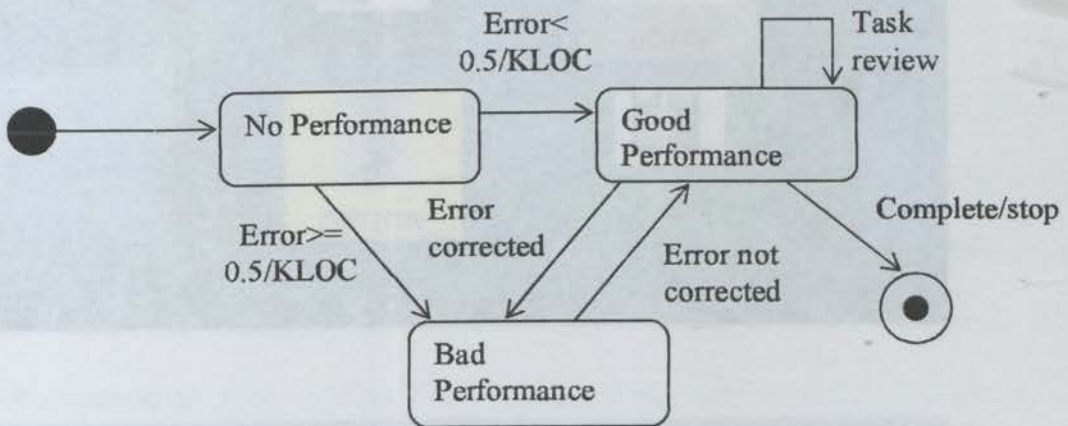 Error<
0.5/KLOC
Task
review
No Performance
Good
Performance
Error>=
0.5/KLOC
Error
corrected
Error not
corrected
Complete/stop
Bad
Performance